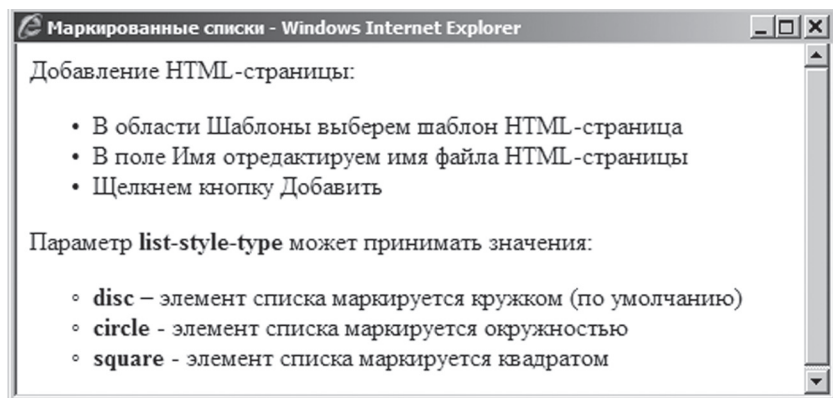 Маркированные списки - Windows Internet Explorer
Добавление HTML-страницы:
• В области Шаблоны выберем шаблон HTML-страница
• В поле Имя отредактируем имя файла HTML-страницы
• Щелкнем кнопку Добавить
Параметр list-style-type может принимать значения:
◦ disc – элемент списка маркируется кружком (по умолчанию)
◦ circle - элемент списка маркируется окружностью
◦ square - элемент списка маркируется квадратом